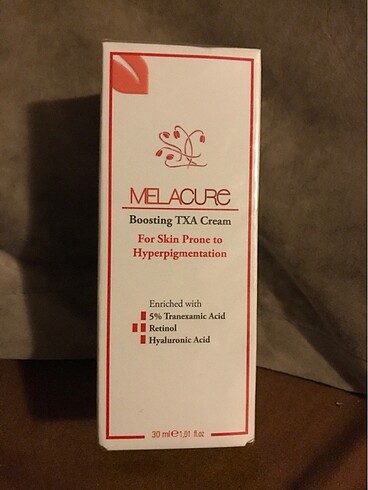 MELACURE
Boosting TXA Cream
For Skin Prone to
Hyperpigmentation
Enriched with
5% Tranexamic Acid
Retinol
Hyaluronic Acid
30 ml ℮ 1,01 fl.oz